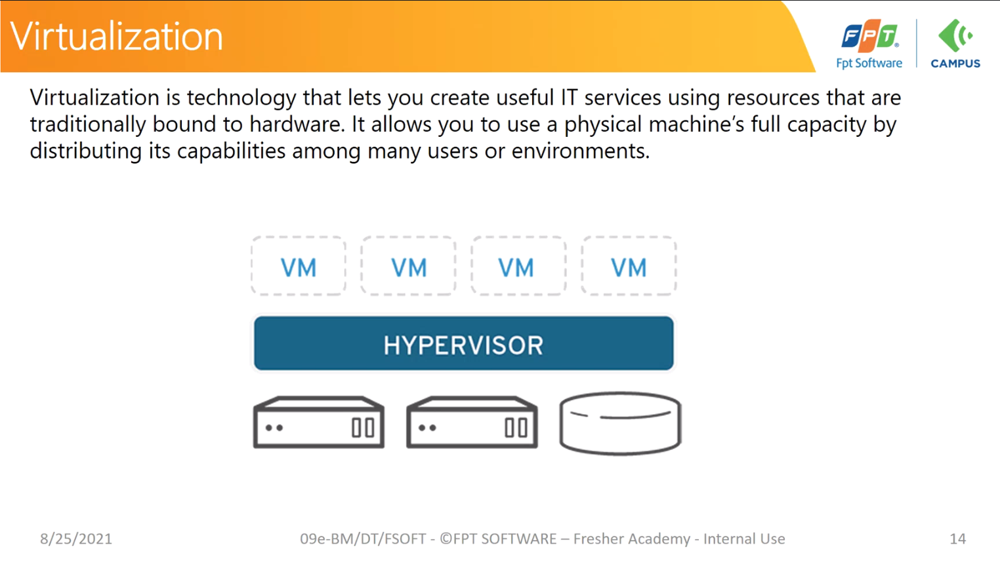 Virtualization
FPT
Fpt Software
CAMPUS
Virtualization is technology that lets you create useful IT services using resources that are
traditionally bound to hardware. It allows you to use a physical machine’s full capacity by
distributing its capabilities among many users or environments.
VM VM VM VM
HYPERVISOR
8/25/2021 09e-BM/DT/FSOFT - ©FPT SOFTWARE – Fresher Academy - Internal Use 14